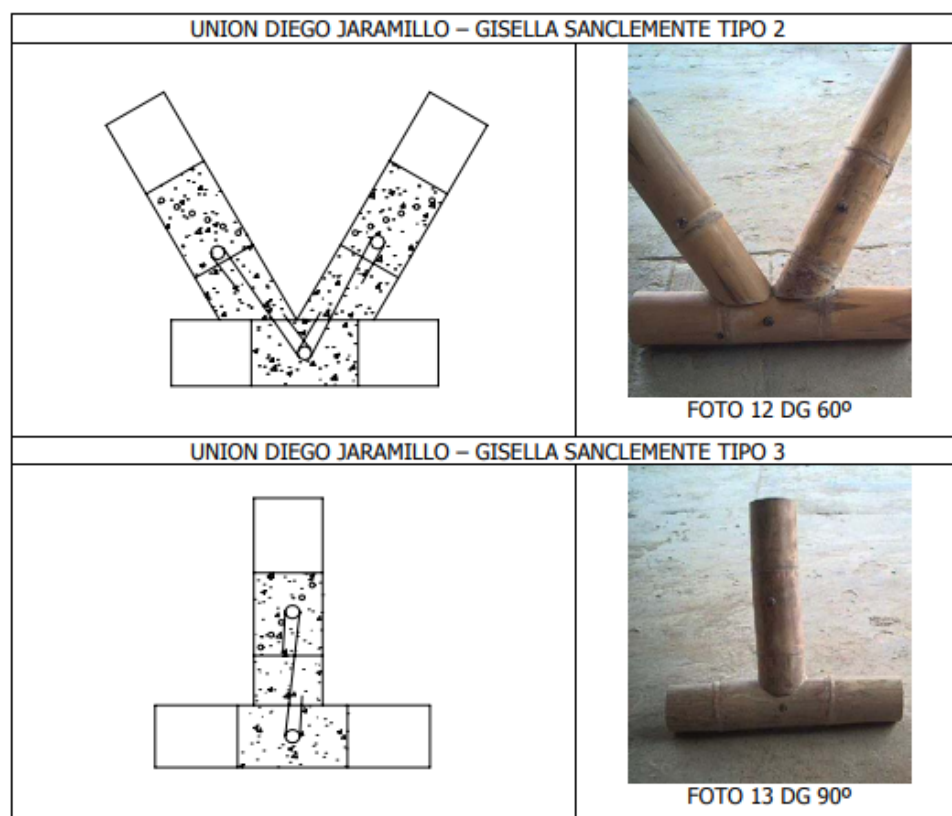 UNION DIEGO JARAMILLO – GISELLA SANCLEMENTE TIPO 2
FOTO 12 DG 60º
UNION DIEGO JARAMILLO – GISELLA SANCLEMENTE TIPO 3
FOTO 13 DG 90º